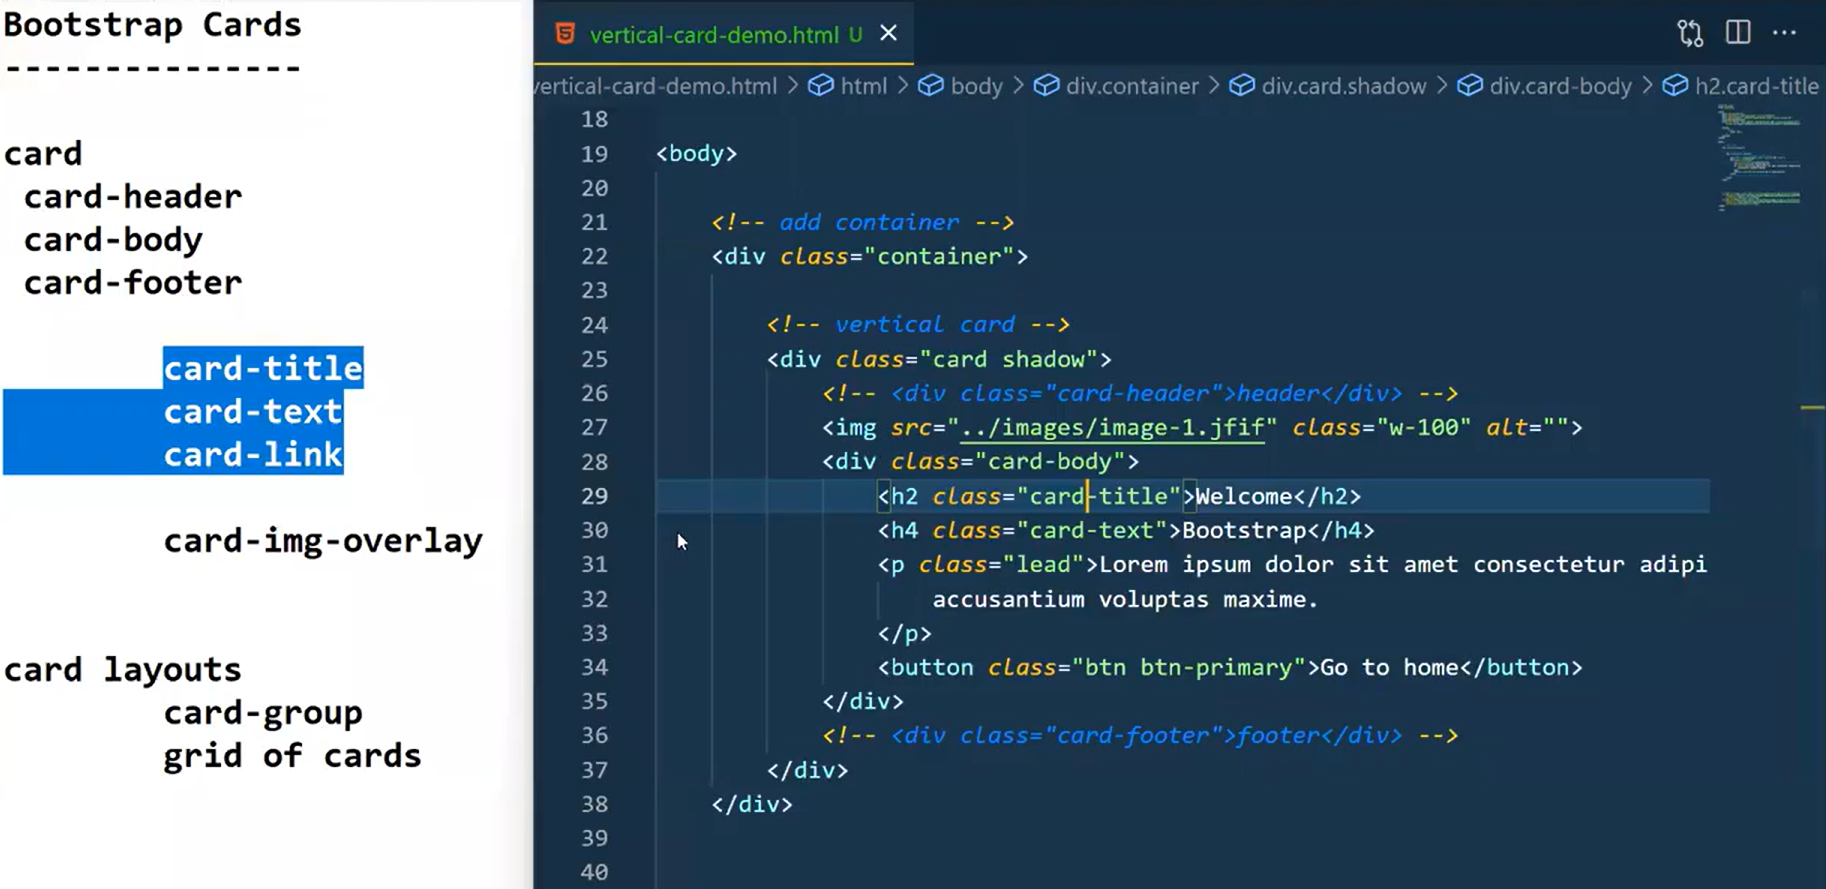 Bootstrap Cards
---------------
card
card-header
card-body
card-footer
card-title
card-text
card-link
card-img-overlay
card layouts
card-group
grid of cards
vertical-card-demo.html U
vertical-card-demo.html > html > body > div.container > div.card.shadow > div.card-body > h2.card-title
18
19 <body>
20
21 <!-- add container -->
22 <div class="container">
23
24 <!-- vertical card -->
25 <div class="card shadow">
26 <!-- <div class="card-header">header</div> -->
27 <img src="../images/image-1.jfif" class="w-100" alt="">
28 <div class="card-body">
29 <h2 class="card-title">Welcome</h2>
30 <h4 class="card-text">Bootstrap</h4>
31 <p class="lead">Lorem ipsum dolor sit amet consectetur adipi
32 accusantium voluptas maxime.
33 </p>
34 <button class="btn btn-primary">Go to home</button>
35 </div>
36 <!-- <div class="card-footer">footer</div> -->
37 </div>
38 </div>
39
40